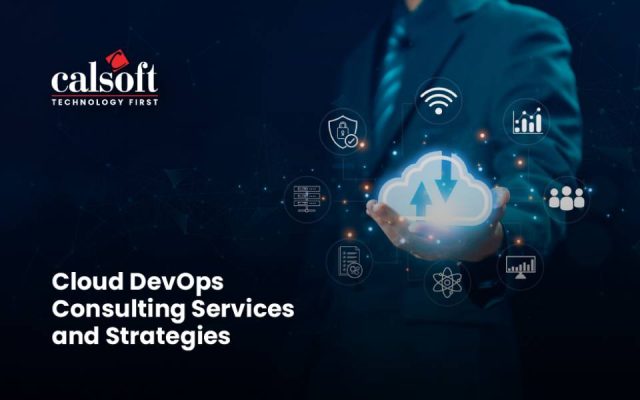 calsoft
TECHNOLOGY FIRST
Cloud DevOps
Consulting Services
and Strategies